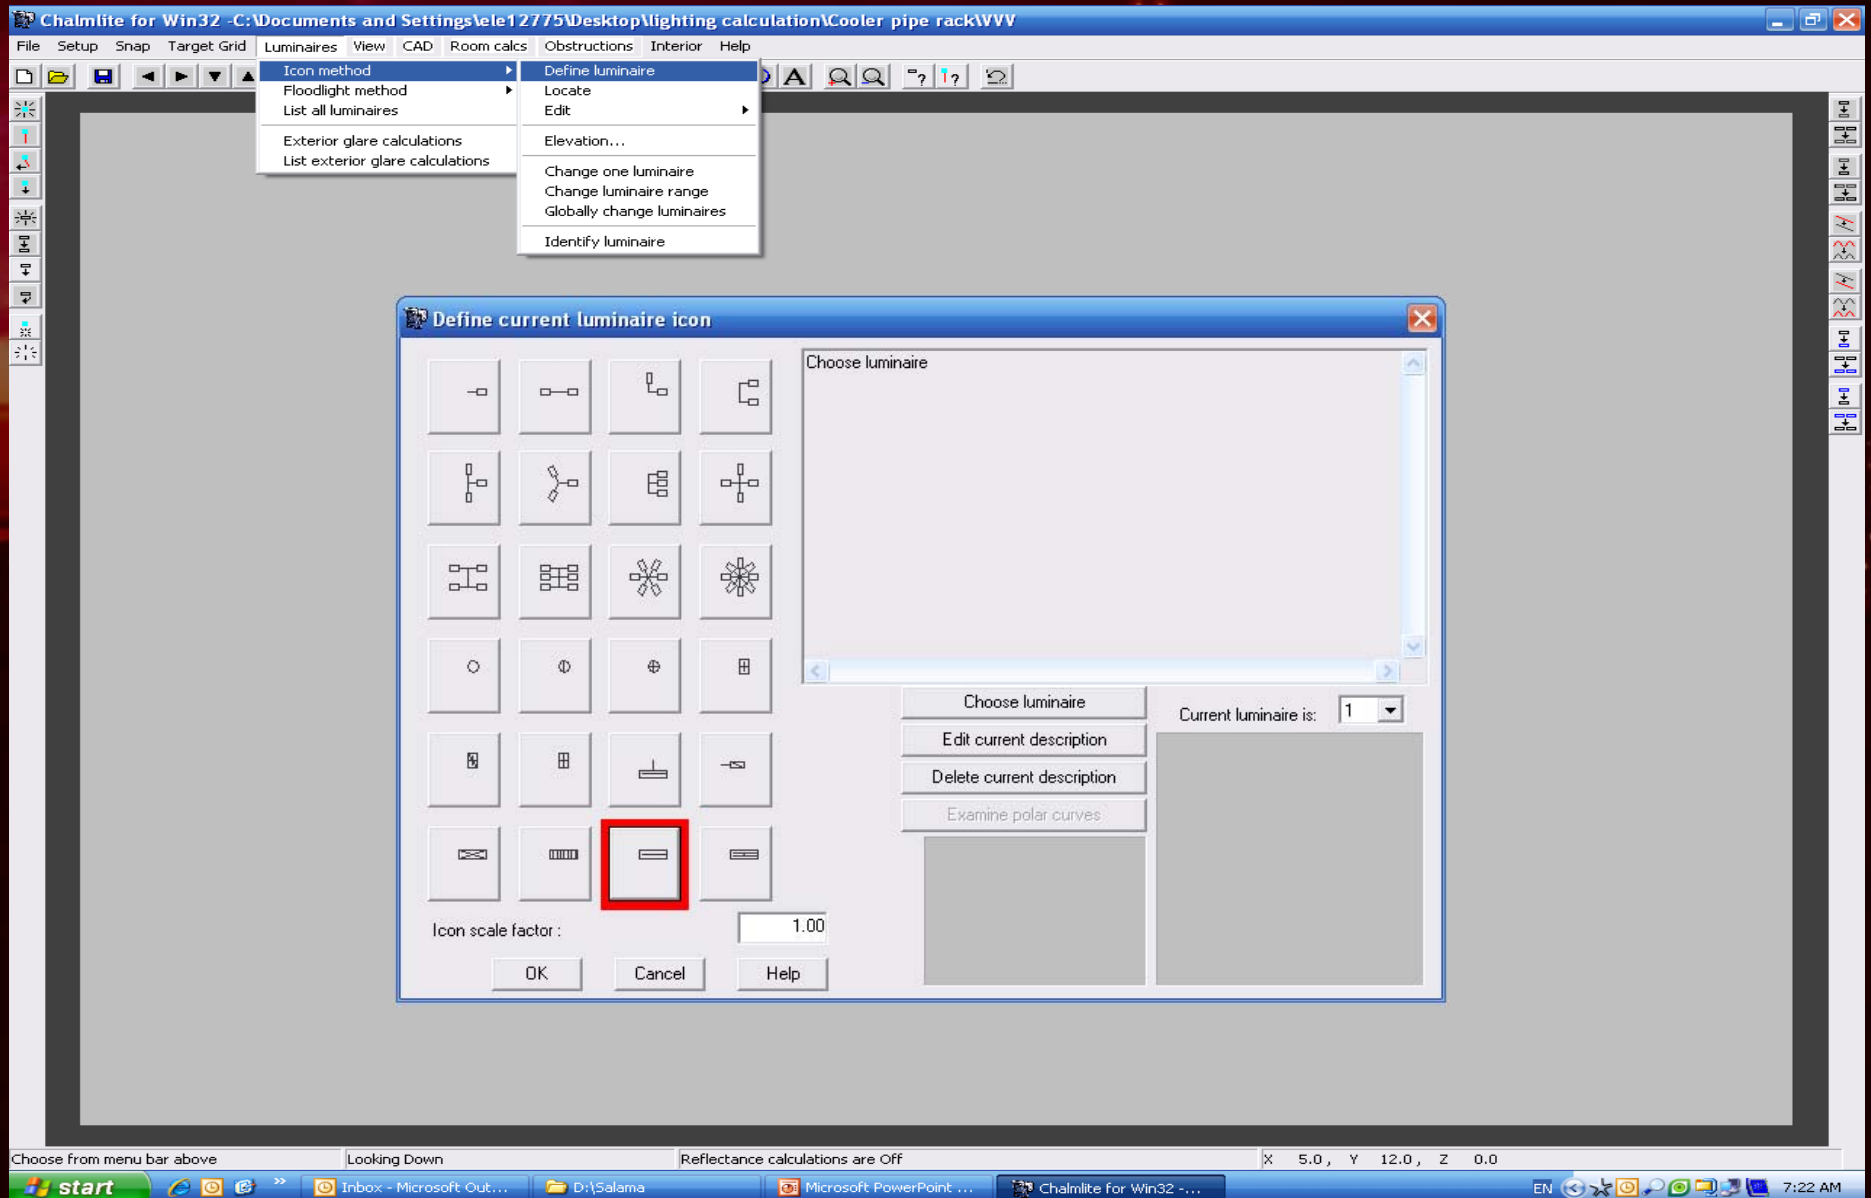 Chalmlite for Win32 -C:\Documents and Settings\ele12775\Desktop\lighting calculation\Cooler pipe rack\VVV
File Setup Snap Target Grid Luminaires View CAD Room calcs Obstructions Interior Help
Icon method
Floodlight method
List all luminaires
Exterior glare calculations
List exterior glare calculations
Define luminaire
Locate
Edit
Elevation...
Change one luminaire
Change luminaire range
Globally change luminaires
Identify luminaire
A
Define current luminaire icon
Choose luminaire
Choose luminaire
Edit current description
Delete current description
Examine polar curves
Current luminaire is: 1
Icon scale factor : 1.00
OK Cancel Help
Choose from menu bar above Looking Down Reflectance calculations are Off X 5.0 , Y 12.0 , Z 0.0
start Inbox - Microsoft Out... D:\Salama Microsoft PowerPoint ... Chalmlite for Win32 -... EN 7:22 AM